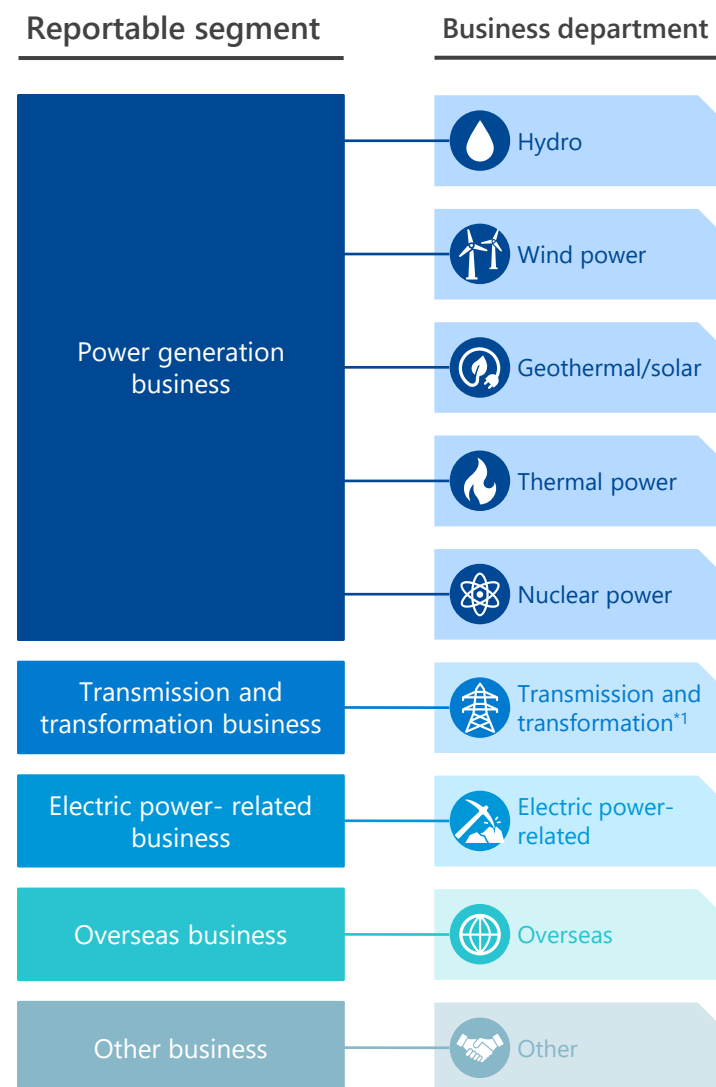 Reportable segment
Business department
Power generation
business
Hydro
Wind power
Geothermal/solar
Thermal power
Nuclear power
Transmission and
transformation business
Transmission and
transformation*1
Electric power- related
business
Electric power-
related
Overseas business
Overseas
Other business
Other